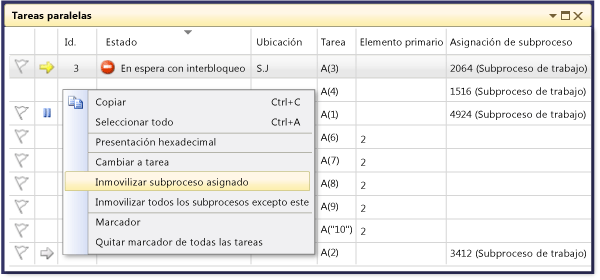 Tareas paralelas
Id. Estado Ubicación Tarea Elemento primario Asignación de subproceso
3 En espera con interbloqueo S.J A(3) 2064 (Subproceso de trabajo)
A(4) 1516 (Subproceso de trabajo)
Copiar Ctrl+C
A(1) 4924 (Subproceso de trabajo)
Seleccionar todo Ctrl+A
Presentación hexadecimal
A(6) 2
Cambiar a tarea
A(7) 2
Inmovilizar subproceso asignado
A(8) 2
Inmovilizar todos los subprocesos excepto este
A(9) 2
Marcador
A("10") 2
Quitar marcador de todas las tareas
A(2) 3412 (Subproceso de trabajo)